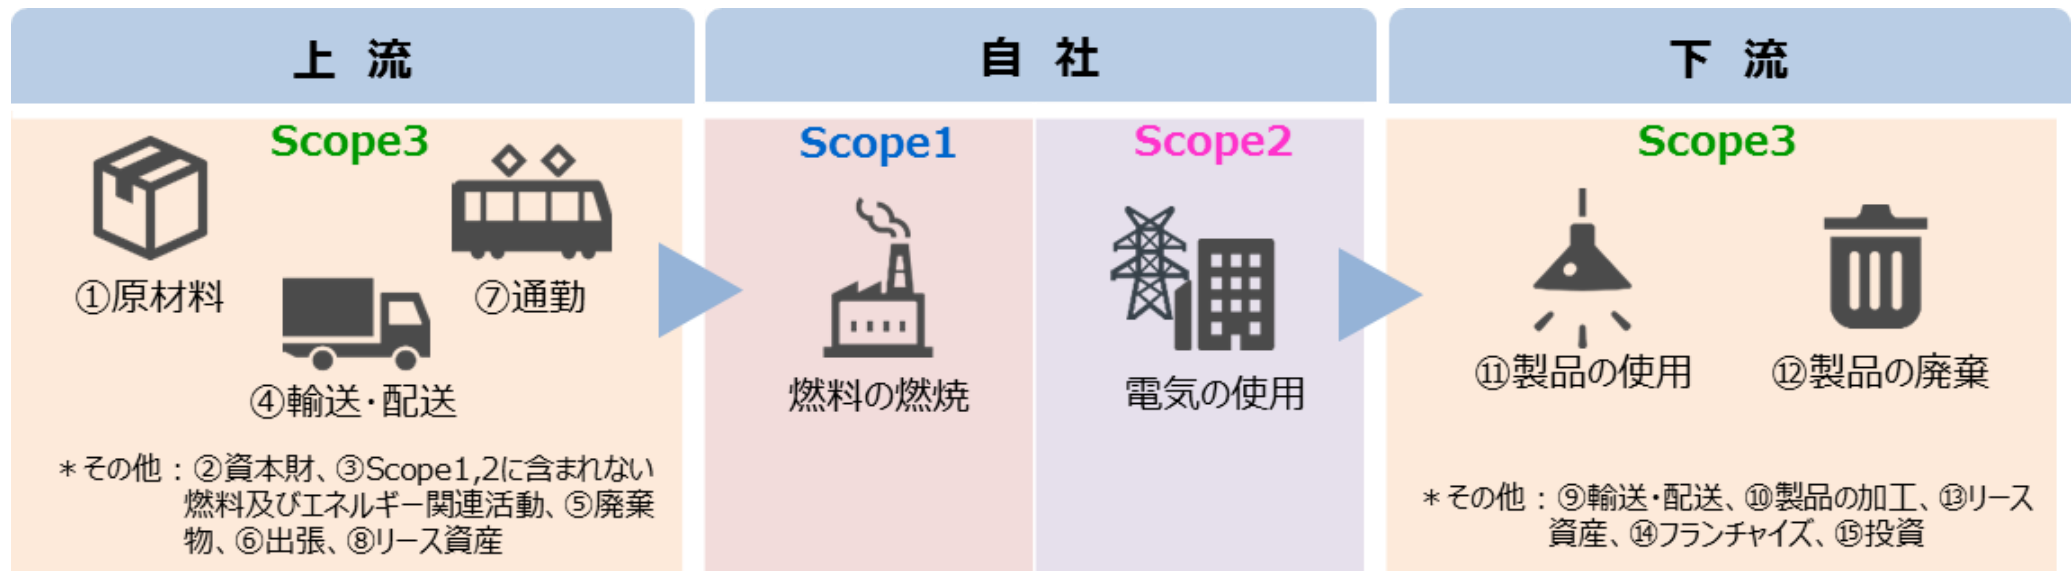 上 流
Scope3
①原材料
⑦通勤
④輸送・配送
＊その他：②資本財、③Scope1,2に含まれない
燃料及びエネルギー関連活動、⑤廃棄
物、⑥出張、⑧リース資産
自 社
Scope1
燃料の燃焼
Scope2
電気の使用
下 流
Scope3
⑪製品の使用
⑫製品の廃棄
＊その他：⑨輸送・配送、⑩製品の加工、⑬リース
資産、⑭フランチャイズ、⑮投資